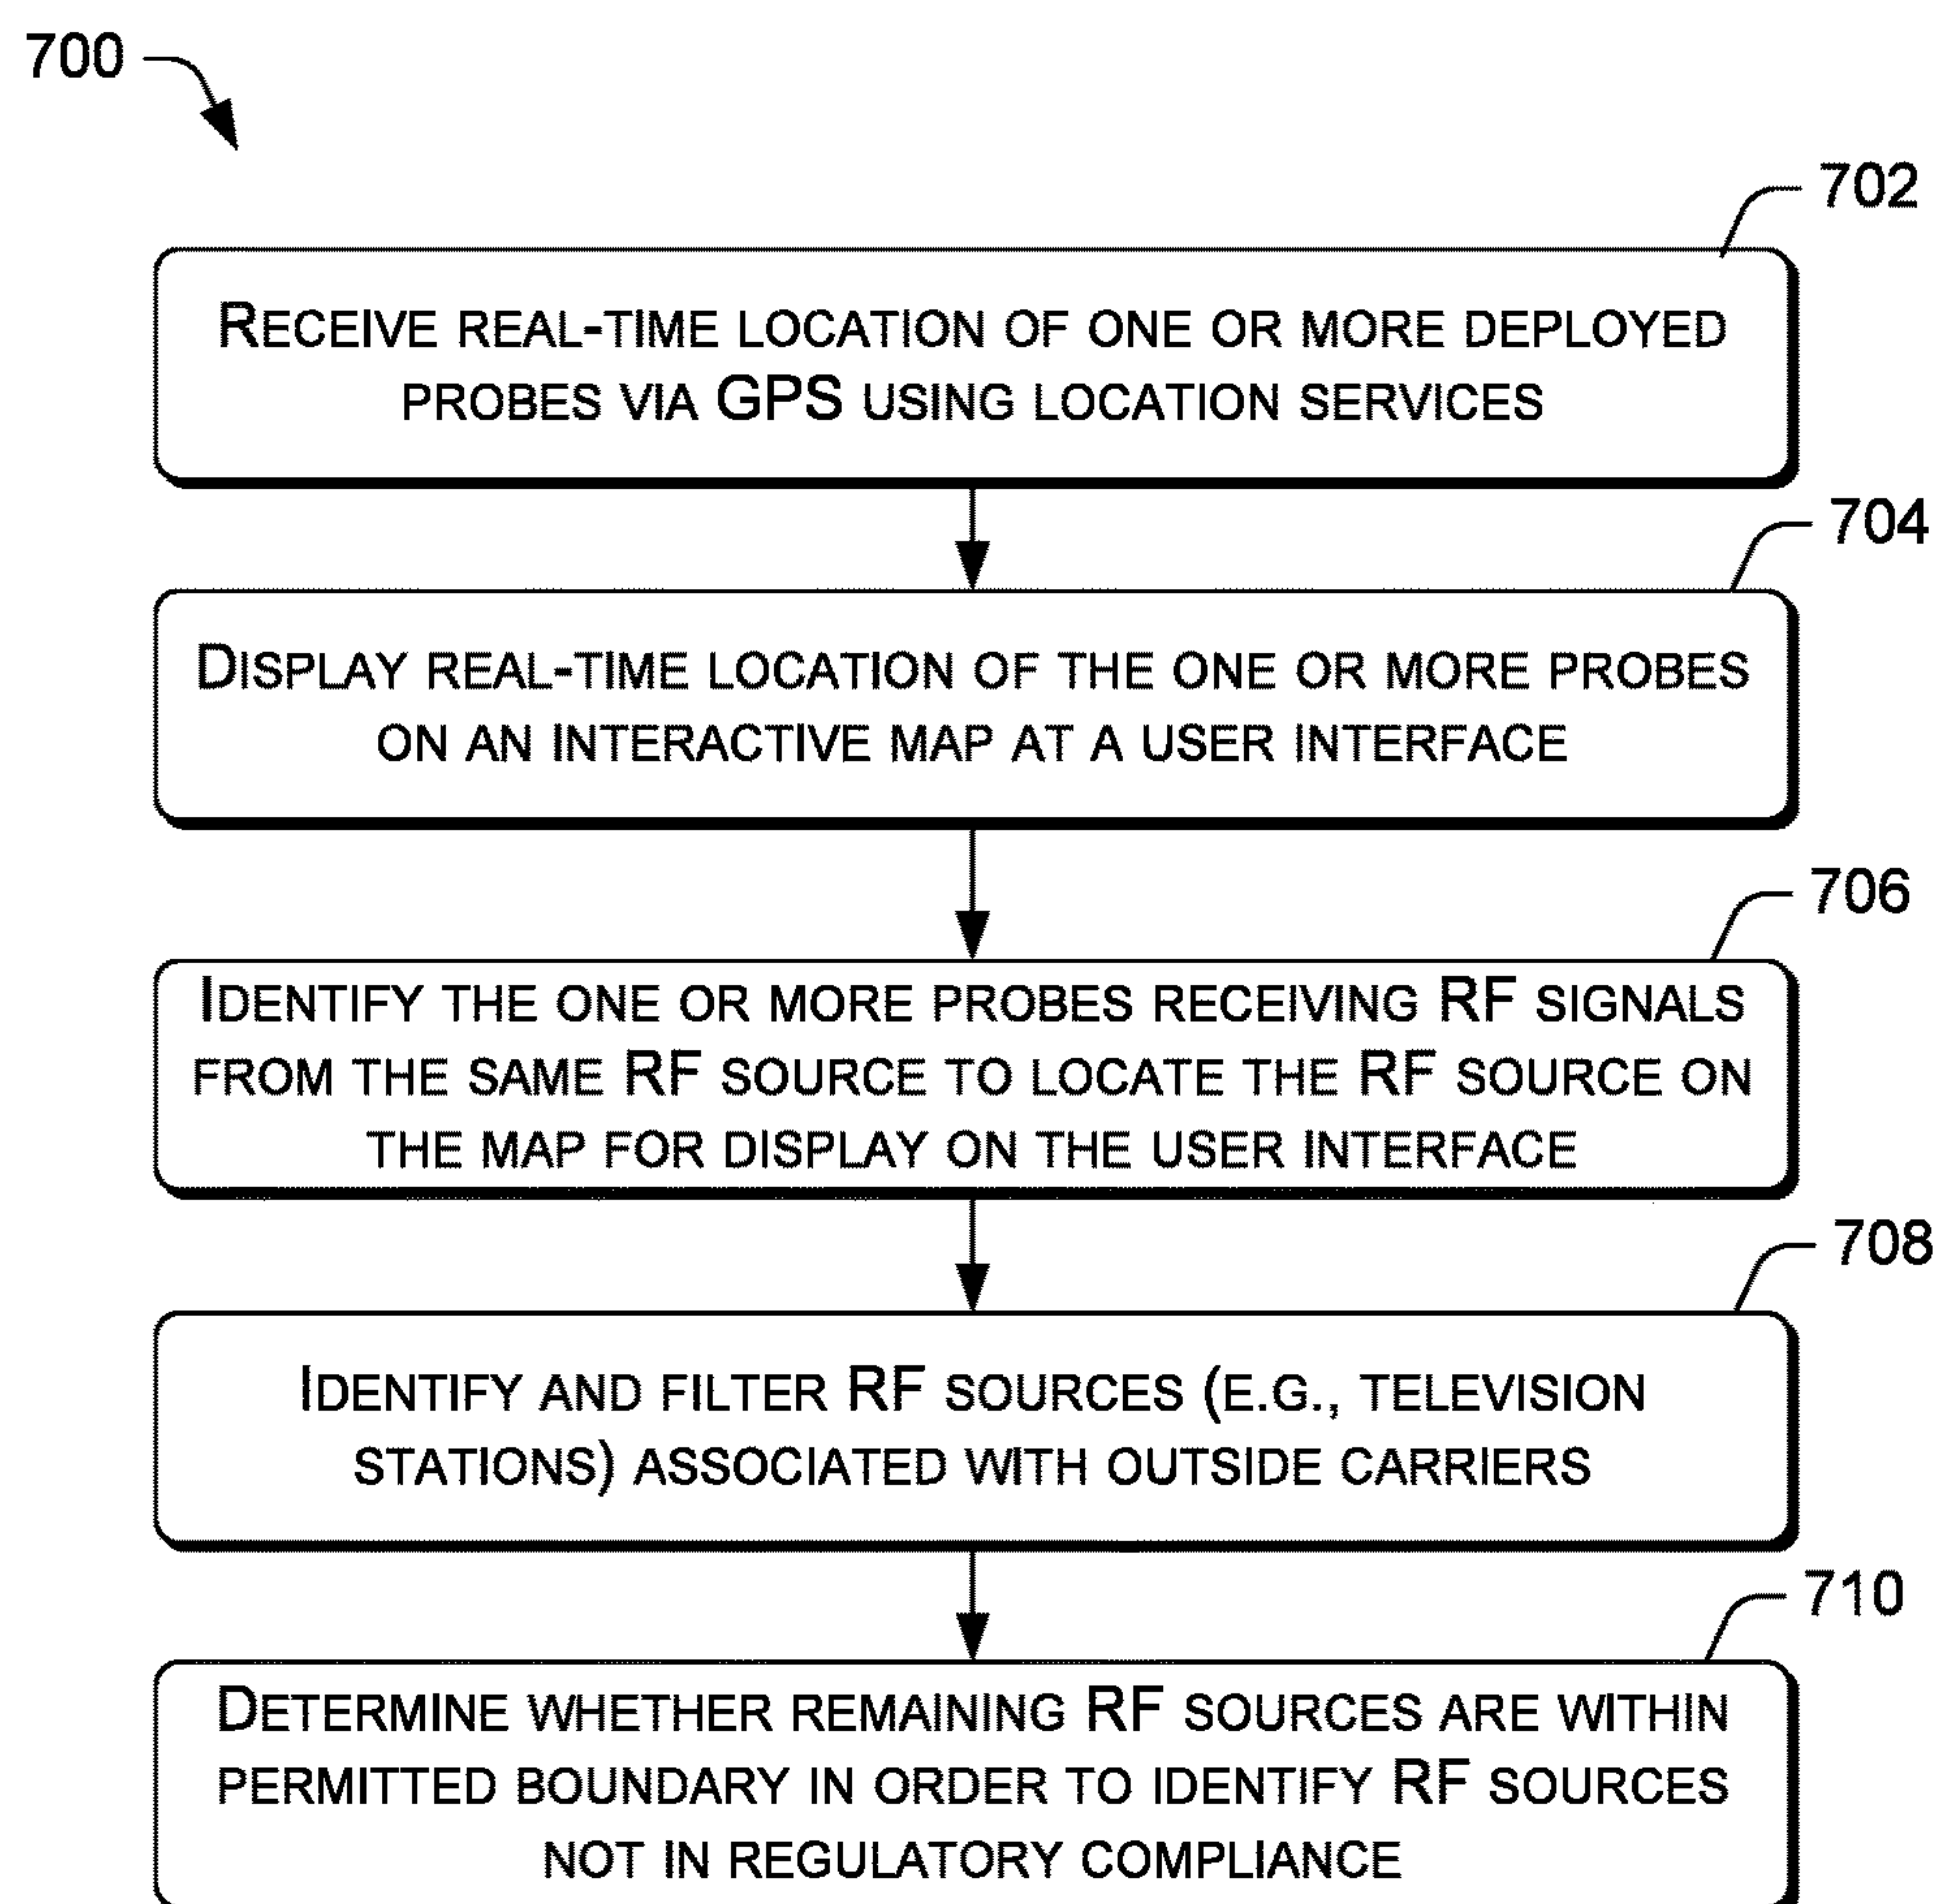 700
702
RECEIVE REAL-TIME LOCATION OF ONE OR MORE DEPLOYED
PROBES VIA GPS USING LOCATION SERVICES
704
DISPLAY REAL-TIME LOCATION OF THE ONE OR MORE PROBES
ON AN INTERACTIVE MAP AT A USER INTERFACE
706
IDENTIFY THE ONE OR MORE PROBES RECEIVING RF SIGNALS
FROM THE SAME RF SOURCE TO LOCATE THE RF SOURCE ON
THE MAP FOR DISPLAY ON THE USER INTERFACE
708
IDENTIFY AND FILTER RF SOURCES (E.G., TELEVISION
STATIONS) ASSOCIATED WITH OUTSIDE CARRIERS
710
DETERMINE WHETHER REMAINING RF SOURCES ARE WITHIN
PERMITTED BOUNDARY IN ORDER TO IDENTIFY RF SOURCES
NOT IN REGULATORY COMPLIANCE